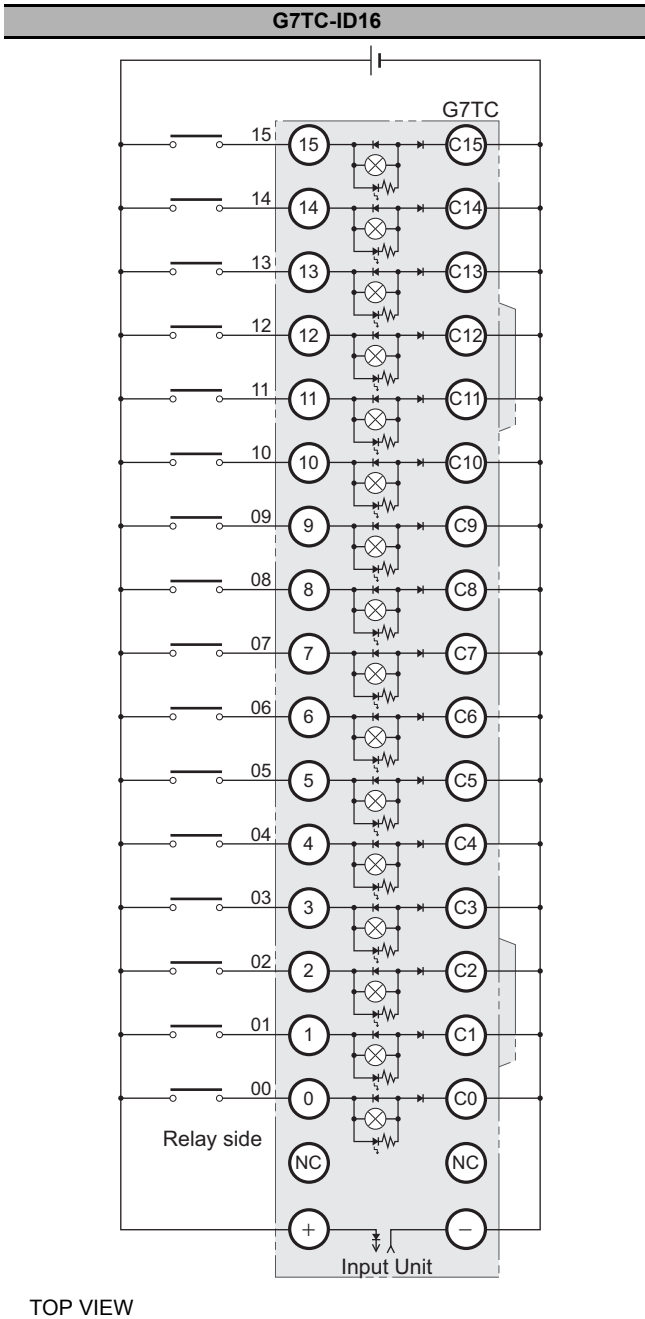 G7TC-ID16
G7TC
15 15 C15
14 14 C14
13 13 C13
12 12 C12
11 11 C11
10 10 C10
09 9 C9
08 8 C8
07 7 C7
06 6 C6
05 5 C5
04 4 C4
03 3 C3
02 2 C2
01 1 C1
00 0 C0
Relay side
NC NC
+ −
Input Unit
TOP VIEW